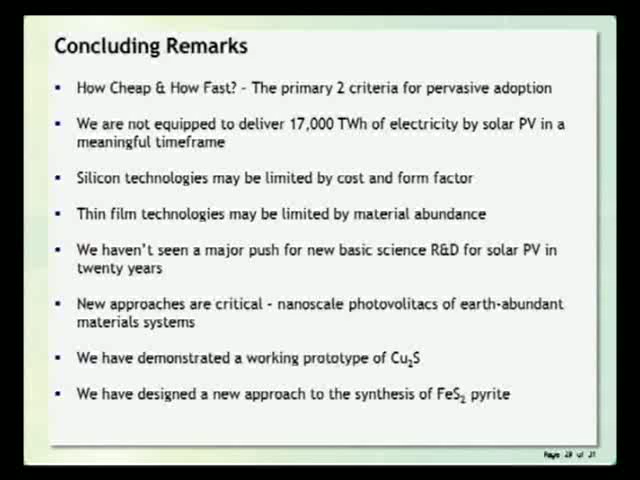 Concluding Remarks
▪ How Cheap & How Fast? - The primary 2 criteria for pervasive adoption
▪ We are not equipped to deliver 17,000 TWh of electricity by solar PV in a
meaningful timeframe
▪ Silicon technologies may be limited by cost and form factor
▪ Thin film technologies may be limited by material abundance
▪ We haven't seen a major push for new basic science R&D for solar PV in
twenty years
▪ New approaches are critical - nanoscale photovolitacs of earth-abundant
materials systems
▪ We have demonstrated a working prototype of Cu₂S
▪ We have designed a new approach to the synthesis of FeS₂ pyrite
Page 29 of 31